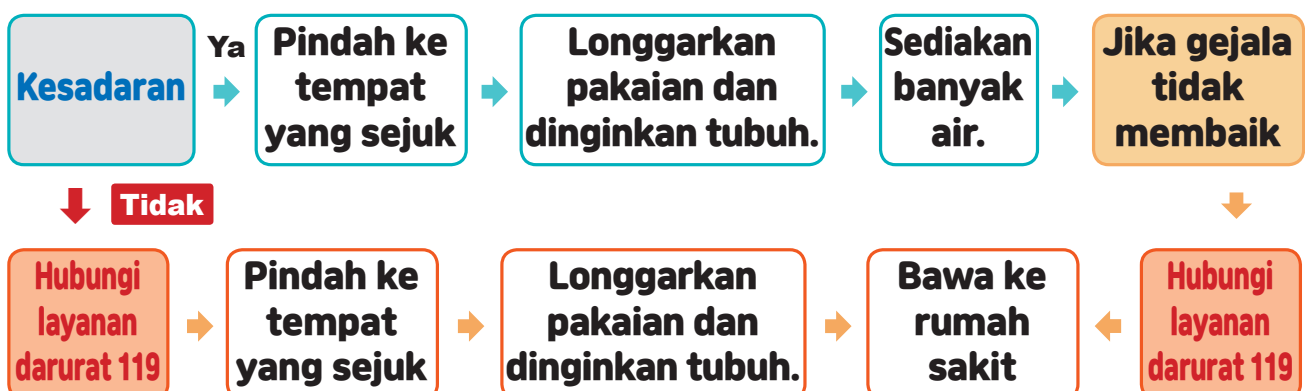 Kesadaran
Ya
Pindah ke
tempat
yang sejuk
Longgarkan
pakaian dan
dinginkan tubuh.
Sediakan
banyak
air.
Jika gejala
tidak
membaik
Tidak
Hubungi
layanan
darurat 119
Pindah ke
tempat
yang sejuk
Longgarkan
pakaian dan
dinginkan tubuh.
Bawa ke
rumah
sakit
Hubungi
layanan
darurat 119